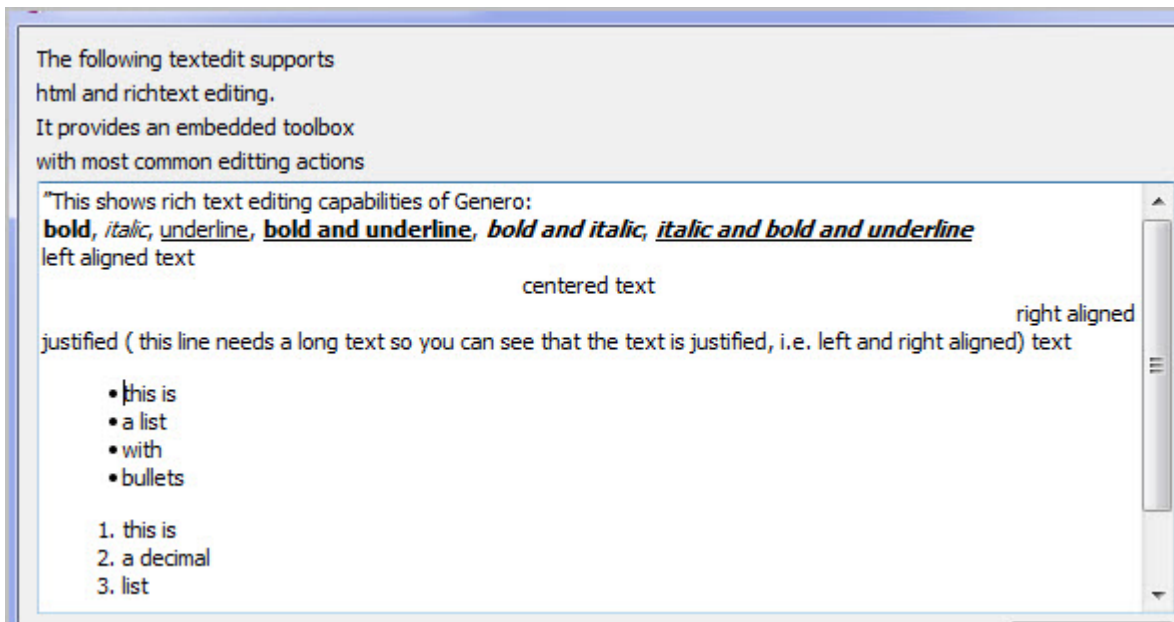 The following textedit supports
html and richtext editing.
It provides an embedded toolbox
with most common editting actions
"This shows rich text editing capabilities of Genero:
bold, italic, underline, bold and underline, bold and italic, italic and bold and underline
left aligned text
centered text
right aligned
justified ( this line needs a long text so you can see that the text is justified, i.e. left and right aligned) text
• this is
• a list
• with
• bullets
1. this is
2. a decimal
3. list